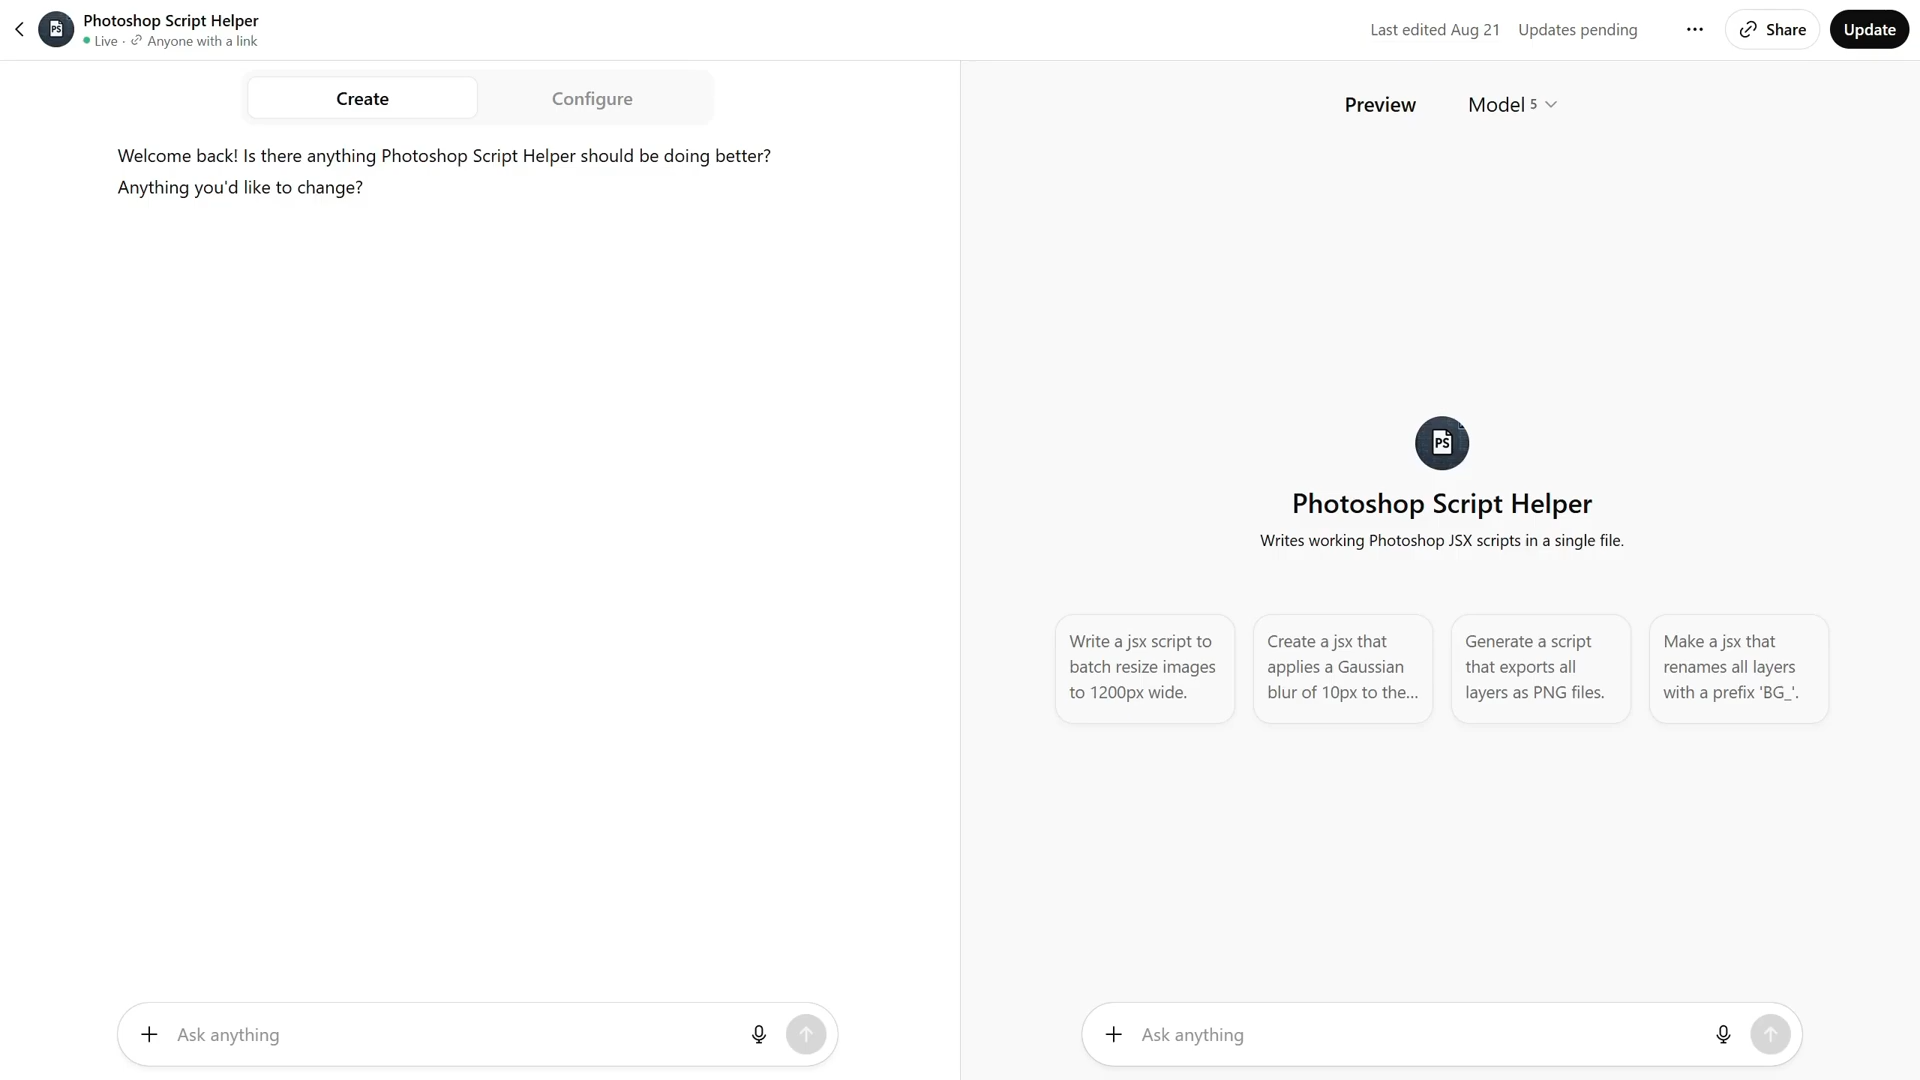 Photoshop Script Helper
Live · Anyone with a link
Last edited Aug 21
Updates pending
Share
Update
Create
Configure
Welcome back! Is there anything Photoshop Script Helper should be doing better?
Anything you'd like to change?
Ask anything
Preview
Model 5
PS
Photoshop Script Helper
Writes working Photoshop JSX scripts in a single file.
Write a jsx script to
batch resize images
to 1200px wide.
Create a jsx that
applies a Gaussian
blur of 10px to the...
Generate a script
that exports all
layers as PNG files.
Make a jsx that
renames all layers
with a prefix 'BG_'.
Ask anything